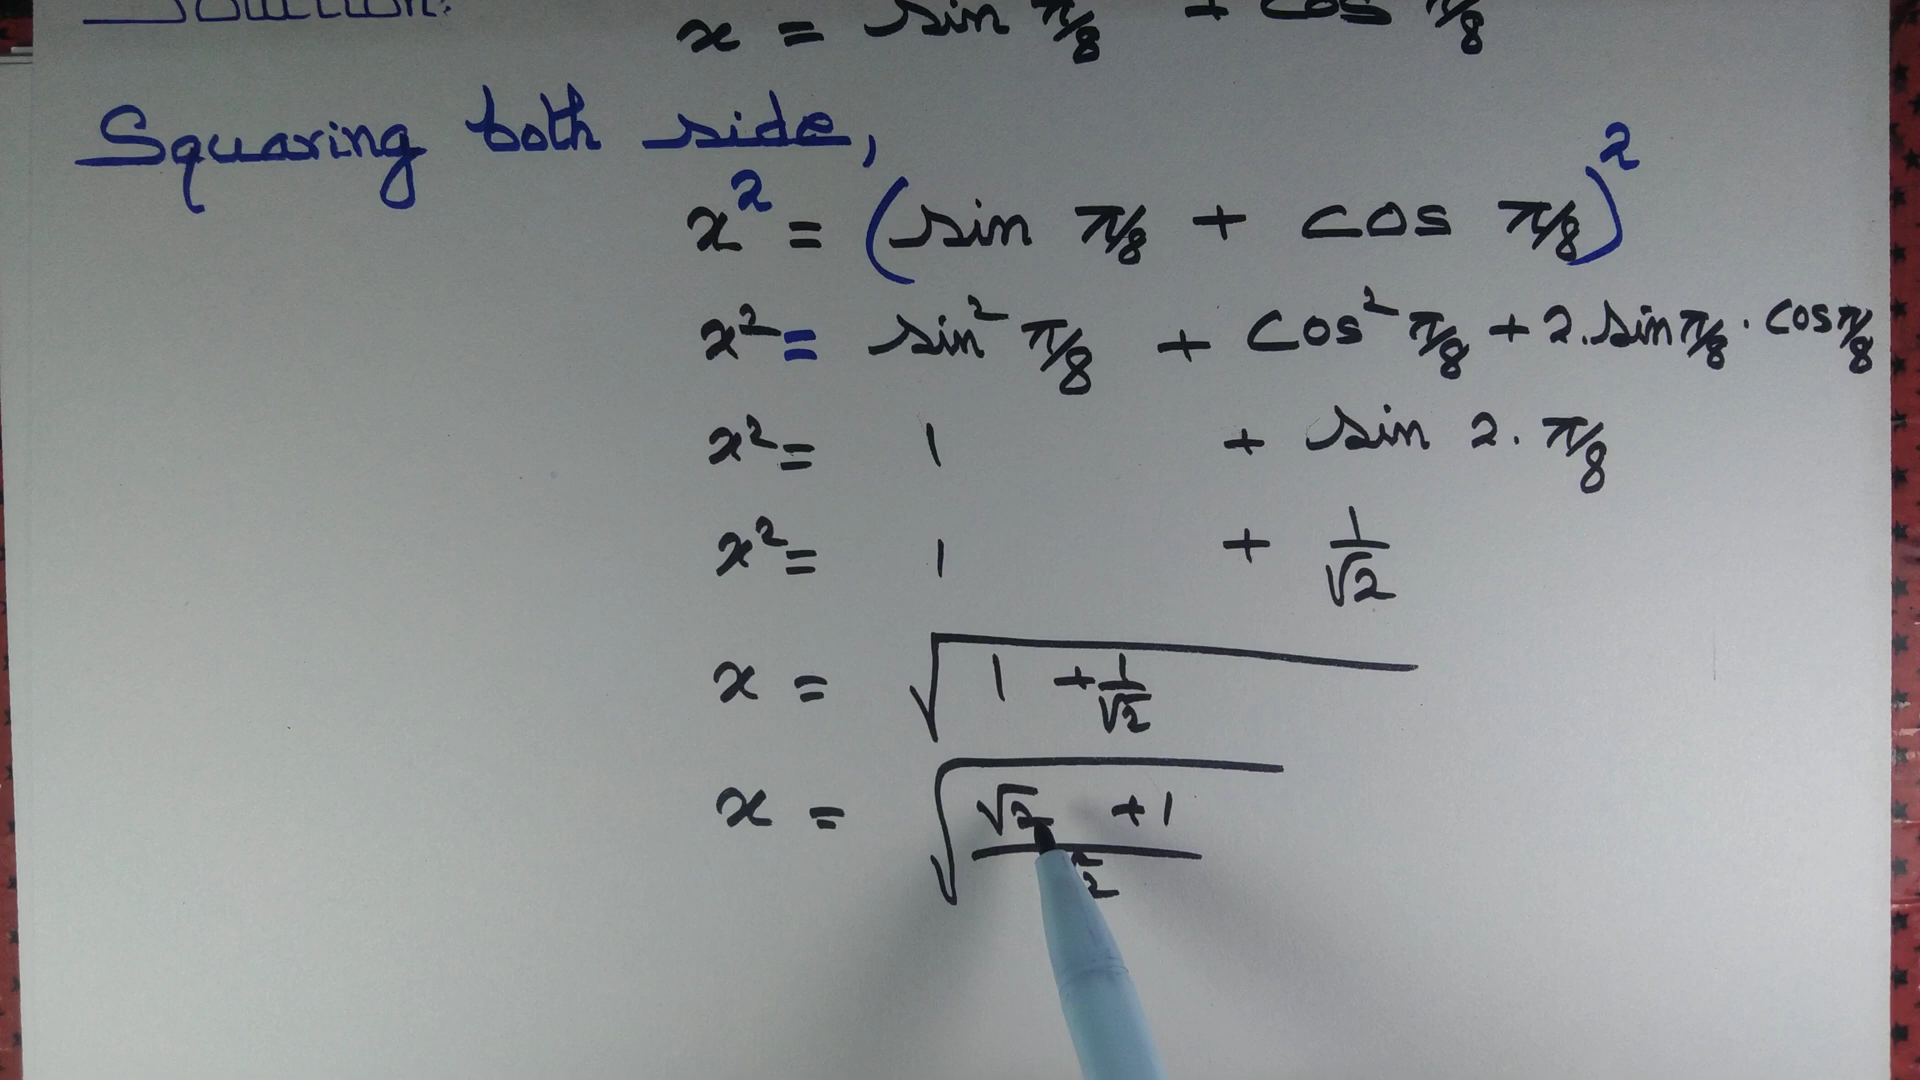 Solution:
x = sin π/8 + cos π/8
Squaring both side,
x² = (sin π/8 + cos π/8)²
x² = sin² π/8 + cos² π/8 + 2.sin π/8 . cos π/8
x² = 1 + sin 2. π/8
x² = 1 + 1/√2
x = √(1 + 1/√2)
x = √((√2 + 1)/√2)